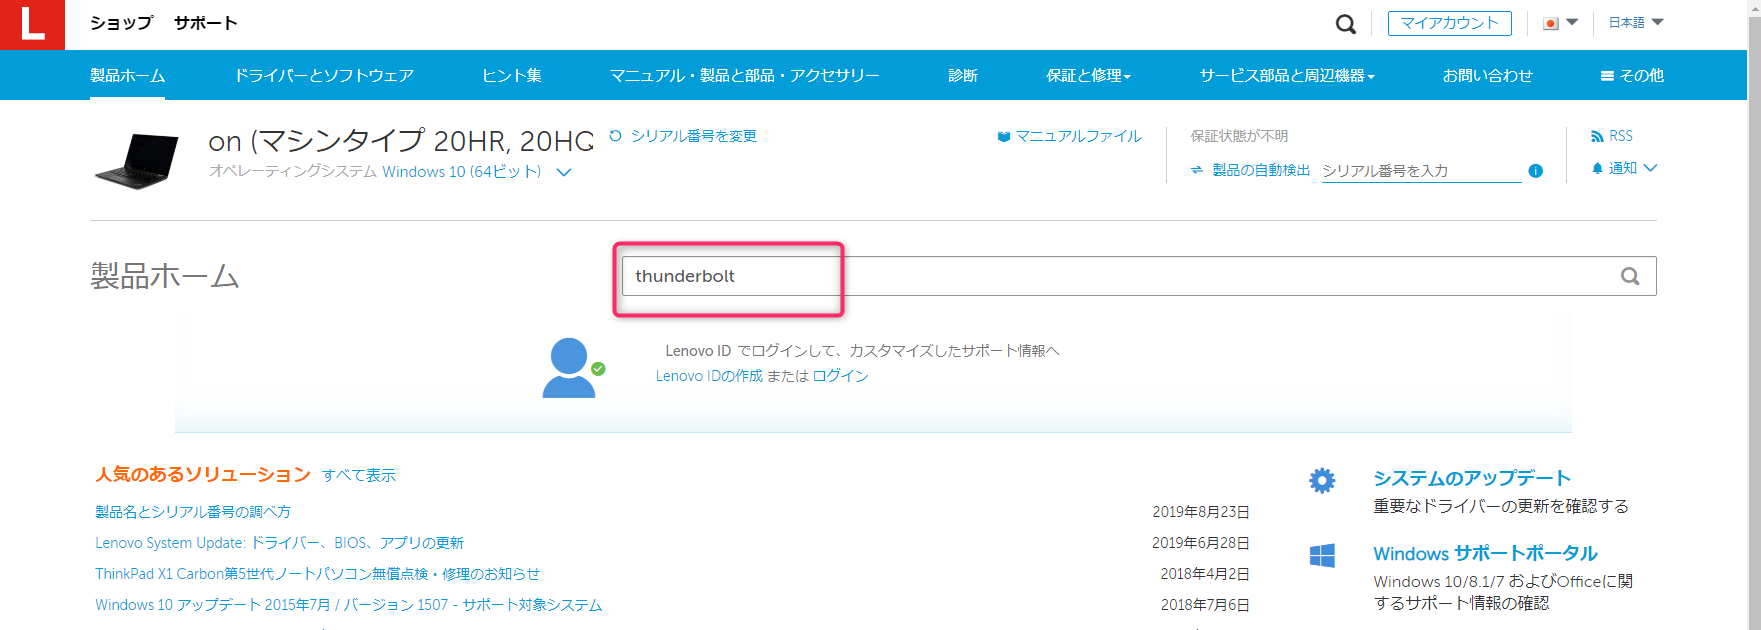 L ショップ サポート マイアカウント 日本語
製品ホーム ドライバーとソフトウェア ヒント集 マニュアル・製品と部品・アクセサリー 診断 保証と修理 サービス部品と周辺機器 お問い合わせ その他
on (マシンタイプ 20HR, 20HQ シリアル番号を変更 マニュアルファイル 保証状態が不明 RSS
オペレーティングシステム Windows 10 (64ビット) 製品の自動検出 シリアル番号を入力 i 通知
製品ホーム thunderbolt
Lenovo ID でログインして、カスタマイズしたサポート情報へ
Lenovo IDの作成 または ログイン
人気のあるソリューション すべて表示
製品名とシリアル番号の調べ方 2019年8月23日
Lenovo System Update: ドライバー、BIOS、アプリの更新 2019年6月28日
ThinkPad X1 Carbon第5世代ノートパソコン無償点検・修理のお知らせ 2018年4月2日
Windows 10 アップデート 2015年7月 / バージョン 1507 - サポート対象システム 2018年7月6日
システムのアップデート
重要なドライバーの更新を確認する
Windows サポートポータル
Windows 10/8.1/7 およびOfficeに関
するサポート情報の確認